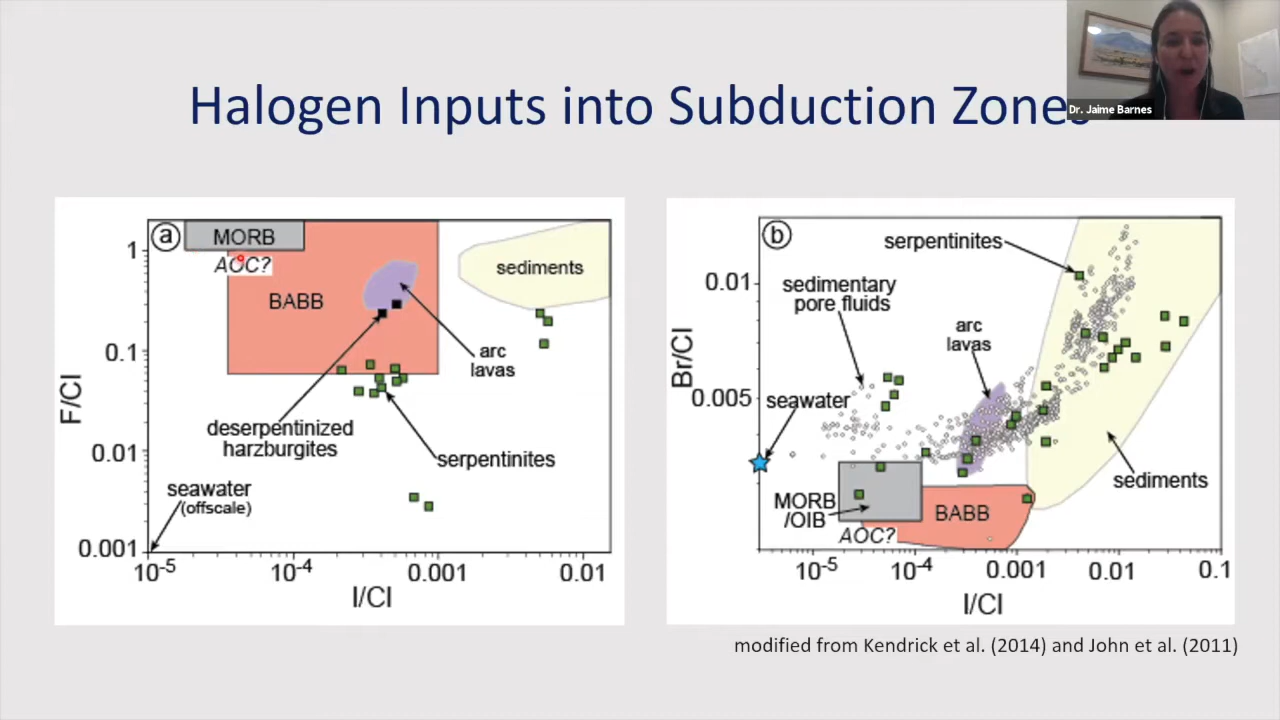 Halogen Inputs into Subduction Zones
Dr. Jaime Barnes
a
MORB
AOC?
BABB
sediments
arc
lavas
deserpentinized
harzburgites
serpentinites
seawater
(offscale)
F/Cl
1
0.1
0.01
0.001
10-5
10-4
0.001
0.01
I/Cl
b
serpentinites
sedimentary
pore fluids
arc
lavas
seawater
MORB
/OIB
AOC?
BABB
sediments
Br/Cl
0.01
0.005
10-5
10-4
0.001
0.01
0.1
I/Cl
modified from Kendrick et al. (2014) and John et al. (2011)